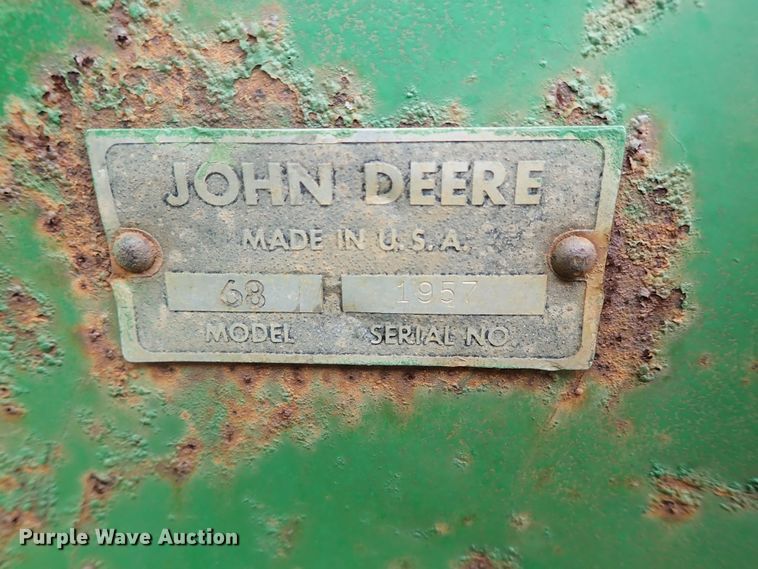 JOHN DEERE
MADE IN U.S.A.
68 1957
MODEL SERIAL NO.
Purple Wave Auction